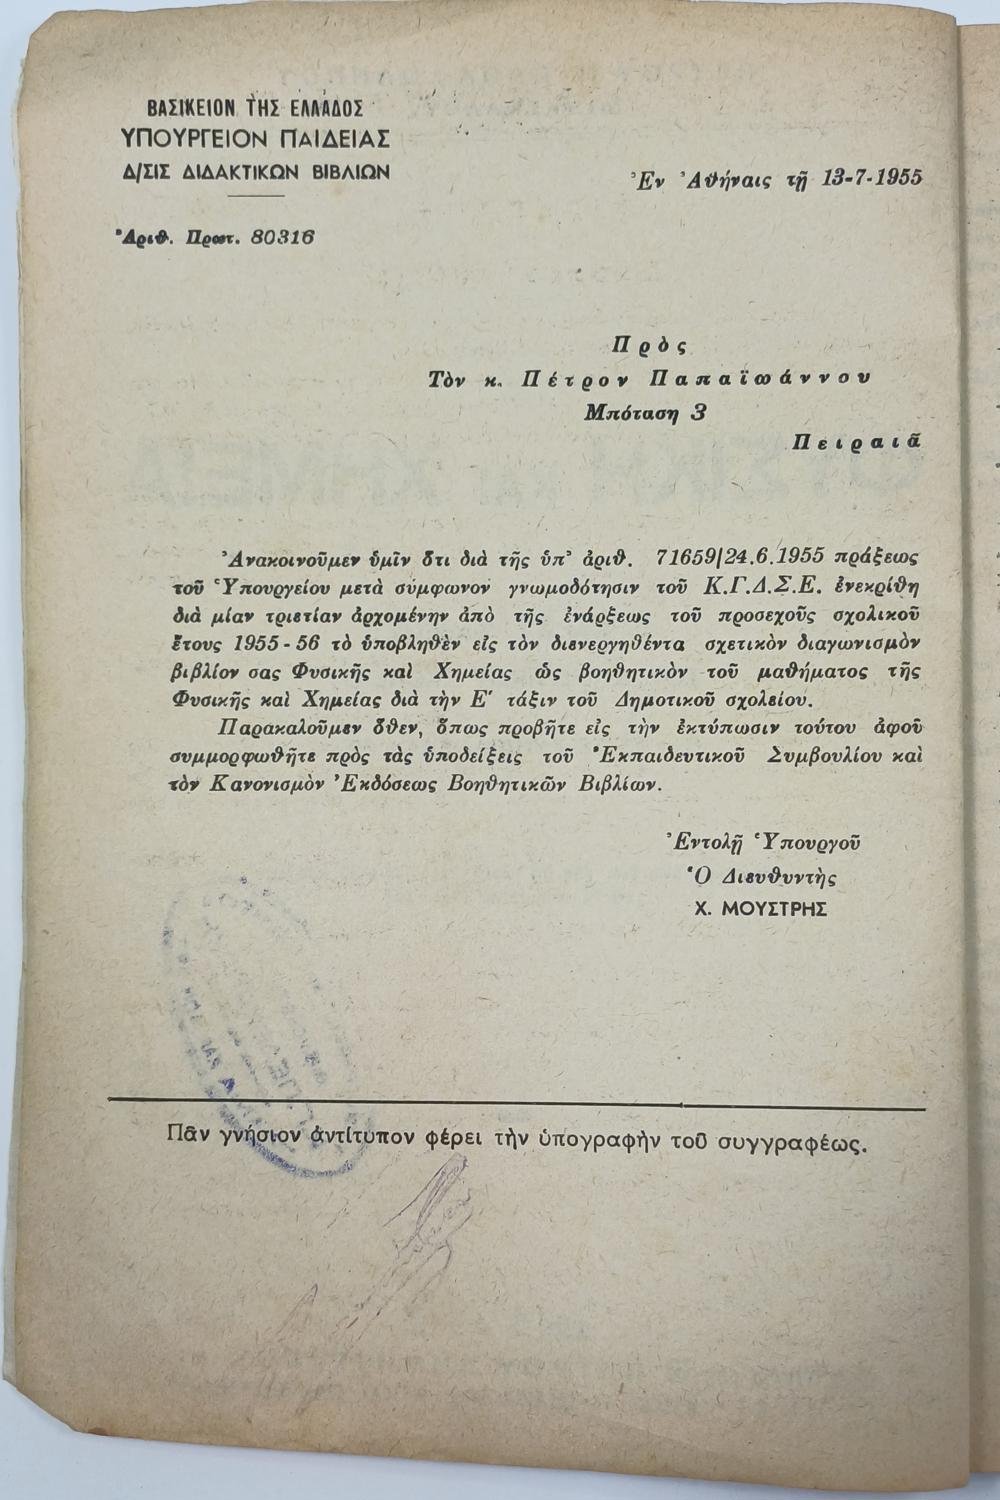 ΒΑΣΙΚΕΙΟΝ ΤΗΣ ΕΛΛΑΔΟΣ
ΥΠΟΥΡΓΕΙΟΝ ΠΑΙΔΕΙΑΣ
Δ/ΣΙΣ ΔΙΔΑΚΤΙΚΩΝ ΒΙΒΛΙΩΝ
Ἐν Ἀθήναις τῇ 13-7-1955
Ἀριθ. Πρωτ. 80316
Πρὸς
Τὸν κ. Πέτρον Παπαϊωάννου
Μπόταση 3
Πειραιᾶ
Ἀνακοινοῦμεν ὑμῖν ὅτι διὰ τῆς ὑπ' ἀριθ. 71659|24.6.1955 πράξεως
τοῦ Ὑπουργείου μετὰ σύμφωνον γνωμοδότησιν τοῦ Κ.Γ.Δ.Σ.Ε. ἐνεκρίθη
διὰ μίαν τριετίαν ἀρχομένην ἀπὸ τῆς ἐνάρξεως τοῦ προσεχοῦς σχολικοῦ
ἔτους 1955-56 τὸ ὑποβληθὲν εἰς τὸν διενεργηθέντα σχετικὸν διαγωνισμὸν
βιβλίον σας Φυσικῆς καὶ Χημείας ὡς βοηθητικὸν τοῦ μαθήματος τῆς
Φυσικῆς καὶ Χημείας διὰ τὴν Ε' τάξιν τοῦ Δημοτικοῦ σχολείου.
Παρακαλοῦμεν ὅθεν, ὅπως προβῆτε εἰς τὴν ἐκτύπωσιν τούτου ἀφοῦ
συμμορφωθῆτε πρὸς τὰς ὑποδείξεις τοῦ Ἐκπαιδευτικοῦ Συμβουλίου καὶ
τὸν Κανονισμὸν Ἐκδόσεως Βοηθητικῶν Βιβλίων.
Ἐντολῇ Ὑπουργοῦ
Ὁ Διευθυντὴς
Χ. ΜΟΥΣΤΡΗΣ
Πᾶν γνήσιον ἀντίτυπον φέρει τὴν ὑπογραφὴν τοῦ συγγραφέως.